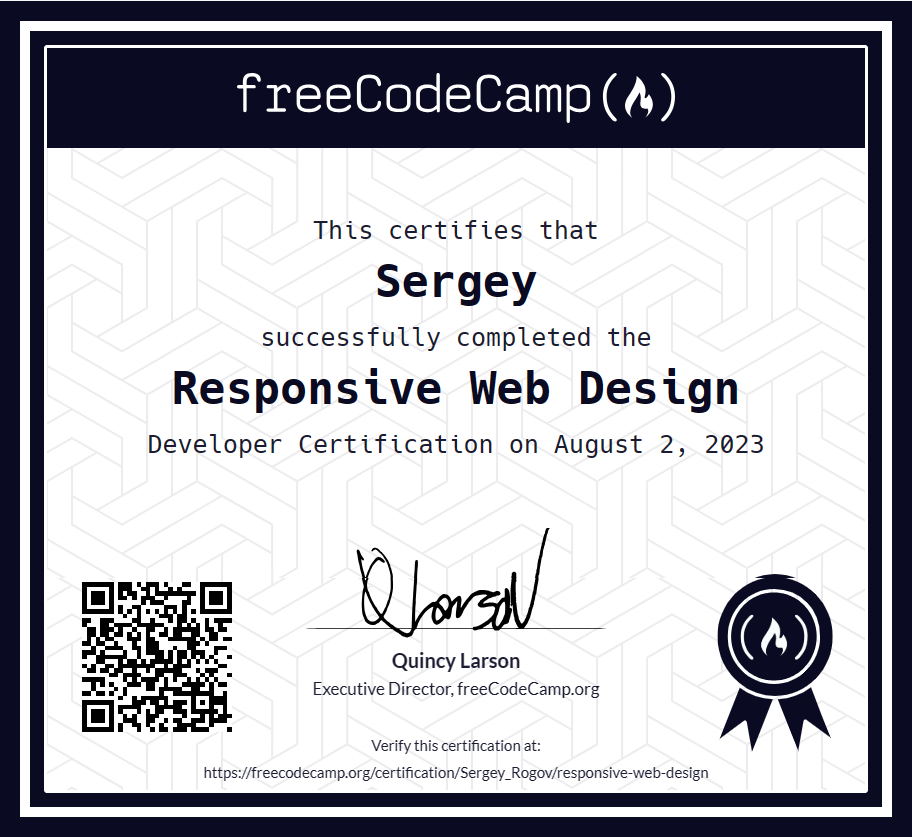 freeCodeCamp
This certifies that
Sergey
successfully completed the
Responsive Web Design
Developer Certification on August 2, 2023
Quincy Larson
Executive Director, freeCodeCamp.org
Verify this certification at:
https://freecodecamp.org/certification/Sergey_Rogov/responsive-web-design